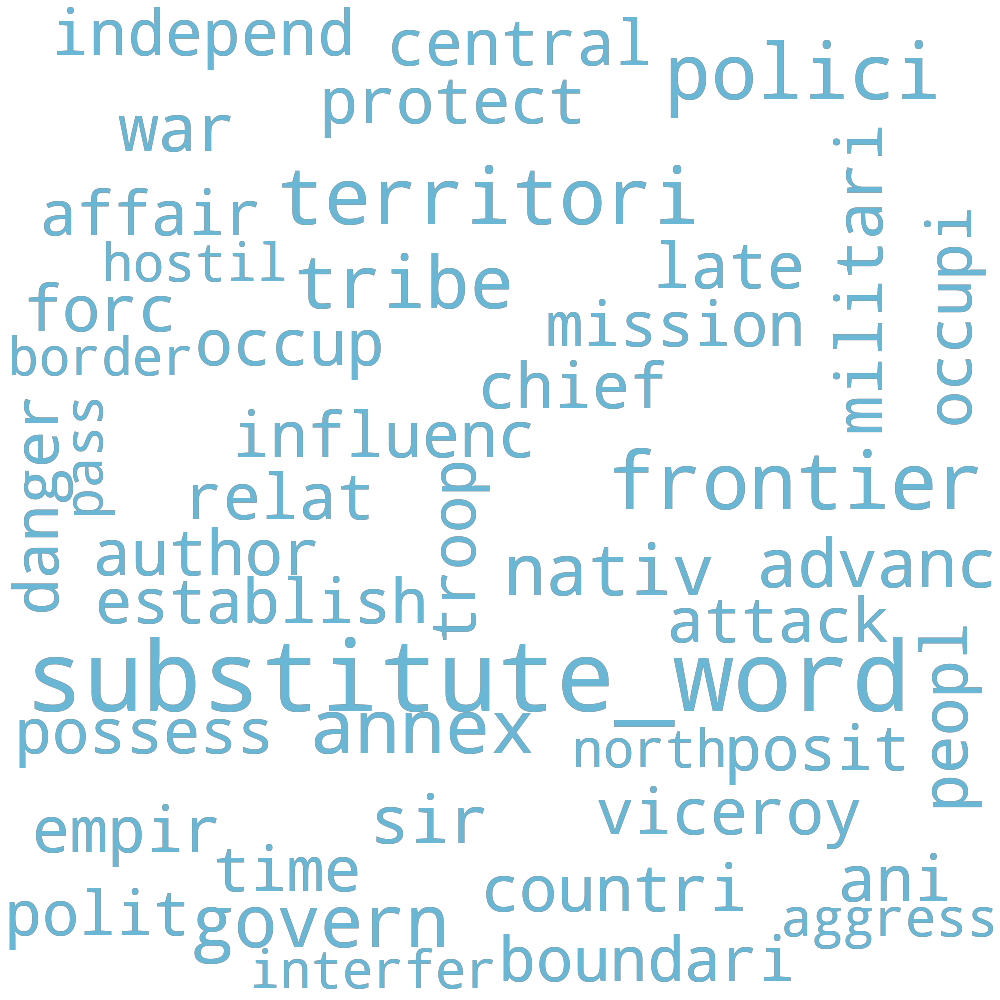 independ
central
polici
protect
war
militari
territori
affair
occupi
hostil
tribe
late
forc
mission
border
occup
chief
danger
pass
influenc
frontier
relat
troop
author
nativ
advanc
establish
attack
substitute_word
peopl
possess
annex
north
posit
empir
sir
viceroy
time
countri
ani
polit
govern
aggress
interfer
boundari